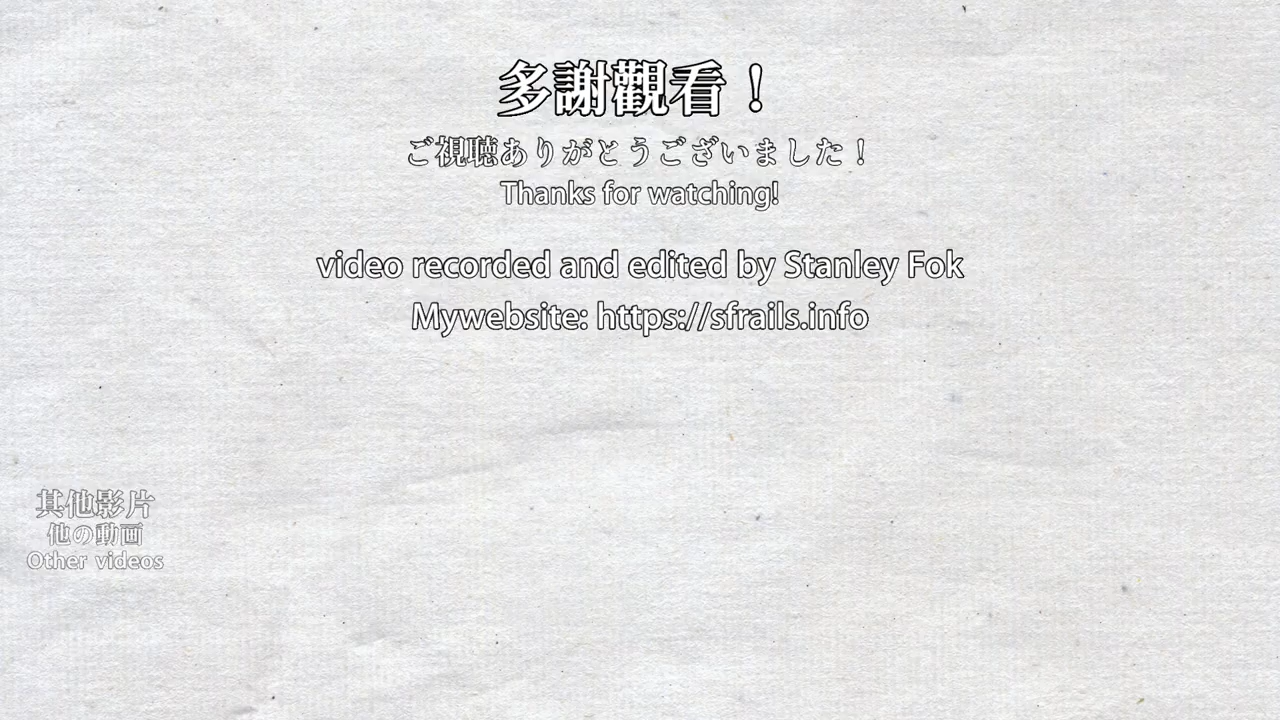 多謝觀看！
ご視聴ありがとうございました！
Thanks for watching!
video recorded and edited by Stanley Fok
Mywebsite: https://sfrails.info
其他影片
他の動画
Other videos